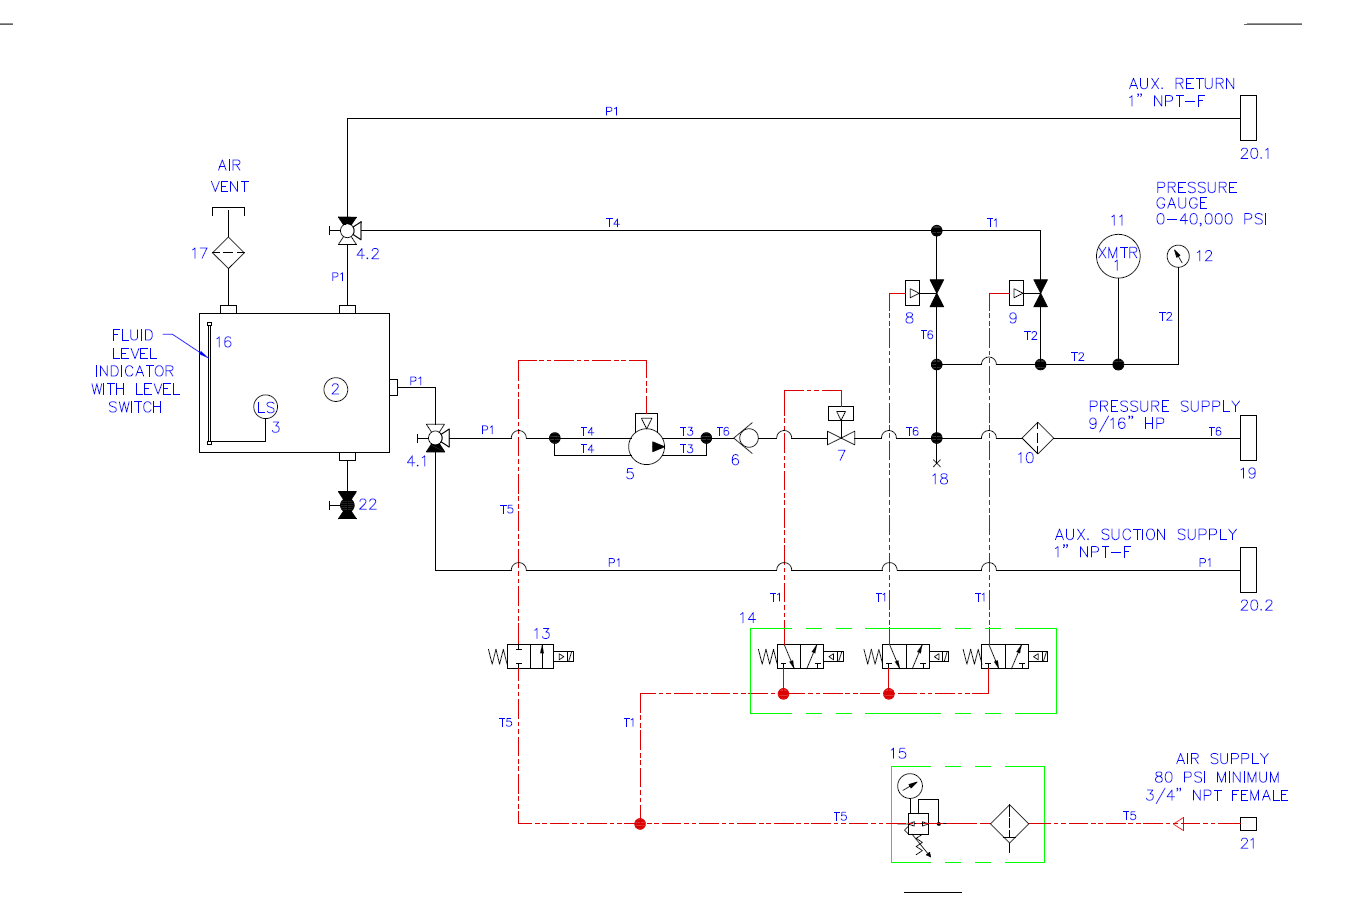 AUX. RETURN
1" NPT-F
P1
20.1
AIR
VENT
PRESSURE
GAUGE
0-40,000 PSI
11
T4
T1
17
4.2
XMTR
1
12
P1
8
9
T2
FLUID
LEVEL
INDICATOR
WITH LEVEL
SWITCH
16
T6
T2
T2
2
P1
LS
3
PRESSURE SUPPLY
9/16" HP
P1
T4
T3
T6
T6
T6
T4
T3
4.1
5
6
7
10
18
19
22
T5
AUX. SUCTION SUPPLY
1" NPT-F
P1
P1
T1
T1
T1
20.2
14
13
T5
T1
15
AIR SUPPLY
80 PSI MINIMUM
3/4" NPT FEMALE
T5
T5
21